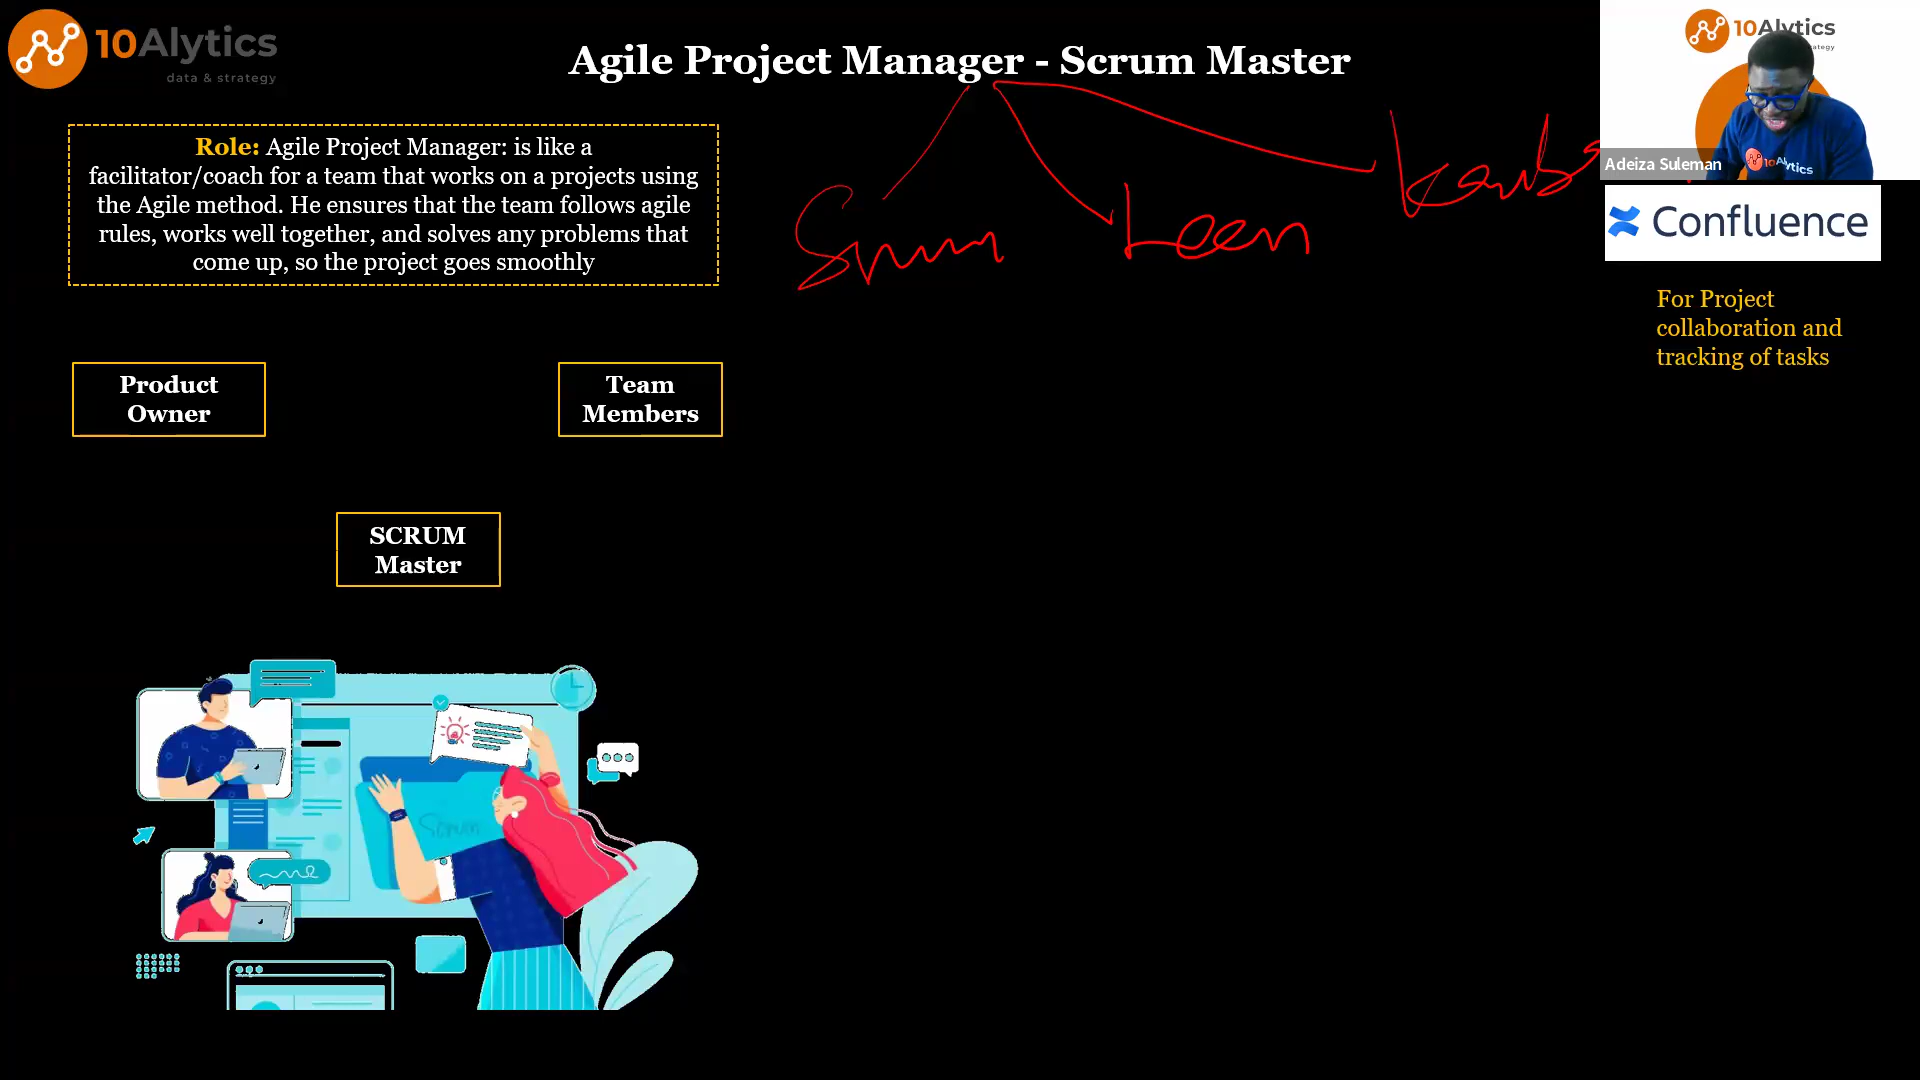 10Alytics
data & strategy
Agile Project Manager - Scrum Master
10Alytics
Role: Agile Project Manager: is like a
facilitator/coach for a team that works on a projects using
the Agile method. He ensures that the team follows agile
rules, works well together, and solves any problems that
come up, so the project goes smoothly
Scrum
Lean
Adeiza Suleman
10Alytics
Confluence
For Project
collaboration and
tracking of tasks
Product
Owner
Team
Members
SCRUM
Master
Scrum